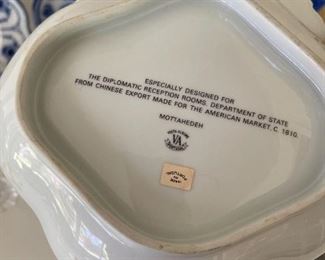 ESPECIALLY DESIGNED FOR
THE DIPLOMATIC RECEPTION ROOMS, DEPARTMENT OF STATE
FROM CHINESE EXPORT MADE FOR THE AMERICAN MARKET, C. 1810.
MOTTAHEDEH
VA